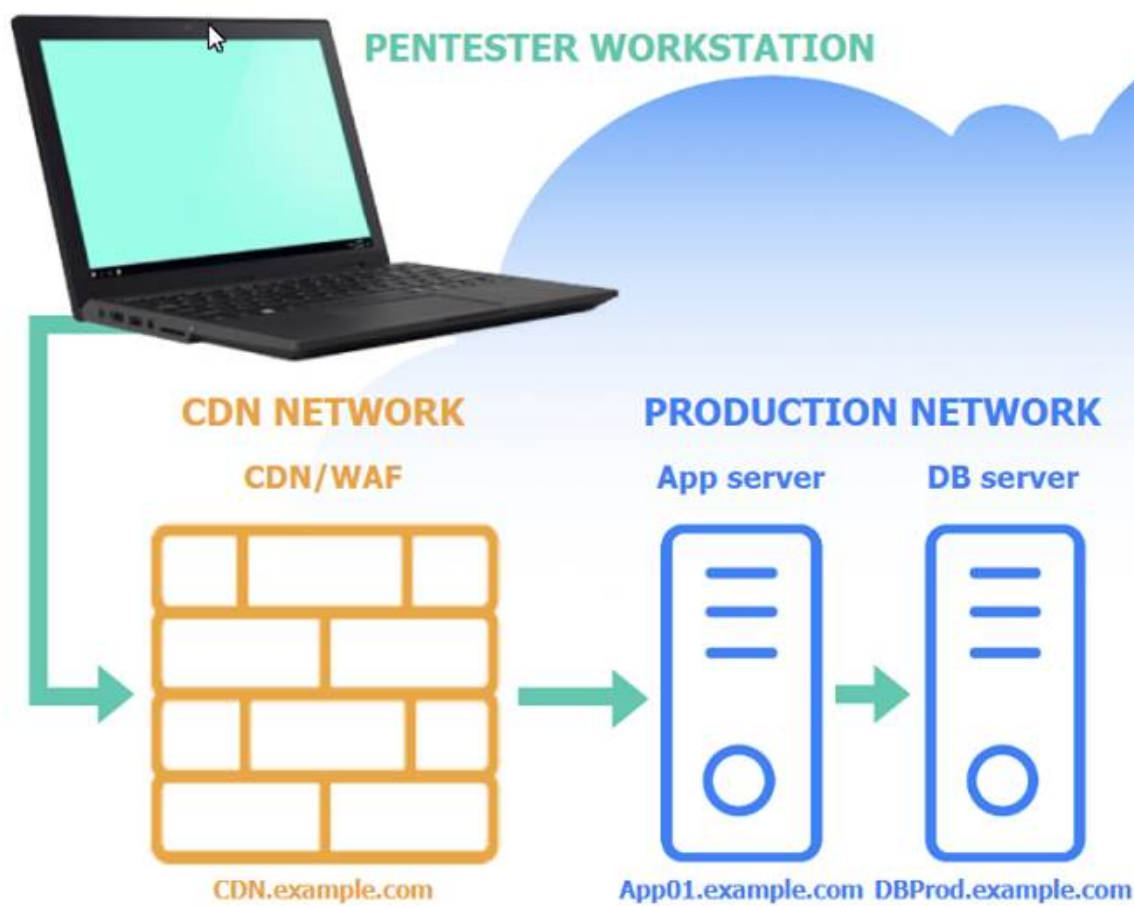 PENTESTER WORKSTATION
CDN NETWORK
CDN/WAF
CDN.example.com
PRODUCTION NETWORK
App server
App01.example.com
DB server
DBProd.example.com